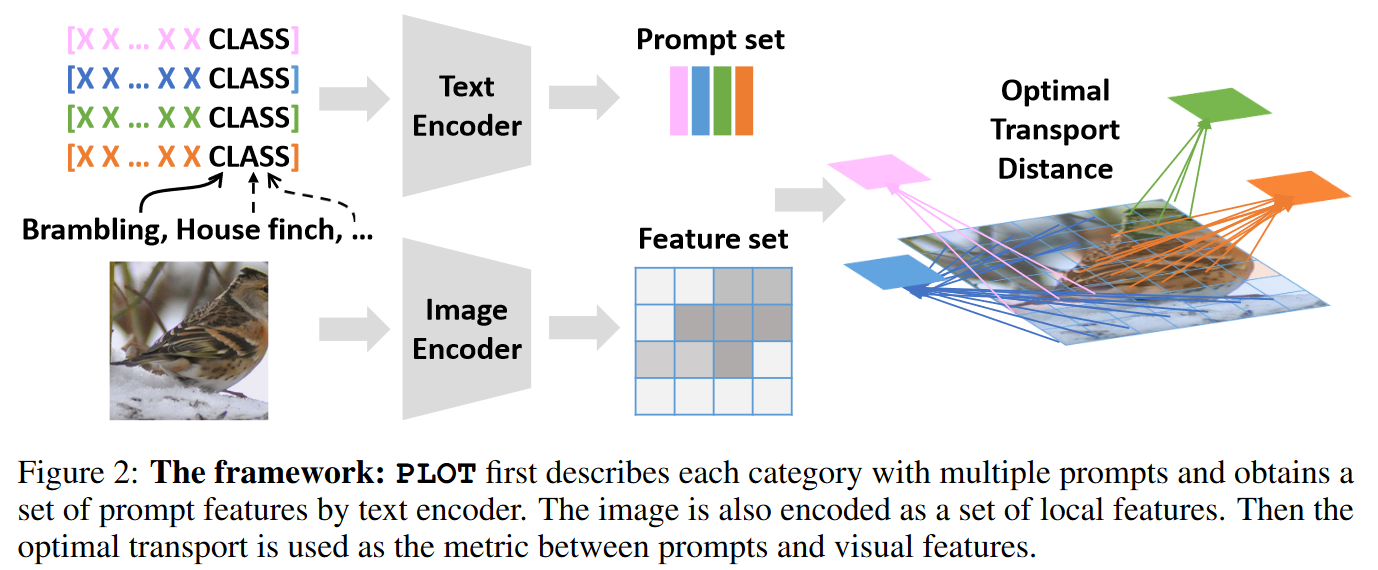 [X X ... X X CLASS]
[X X ... X X CLASS]
[X X ... X X CLASS]
[X X ... X X CLASS]
Brambling, House finch, ...
Text
Encoder
Image
Encoder
Prompt set
Feature set
Optimal
Transport
Distance
Figure 2: The framework: PLOT first describes each category with multiple prompts and obtains a
set of prompt features by text encoder. The image is also encoded as a set of local features. Then the
optimal transport is used as the metric between prompts and visual features.